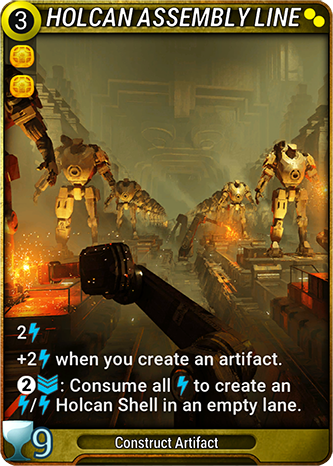 3 HOLCAN ASSEMBLY LINE
2
+2 when you create an artifact.
2: Consume all to create an
/ Holcan Shell in an empty lane.
9 Construct Artifact